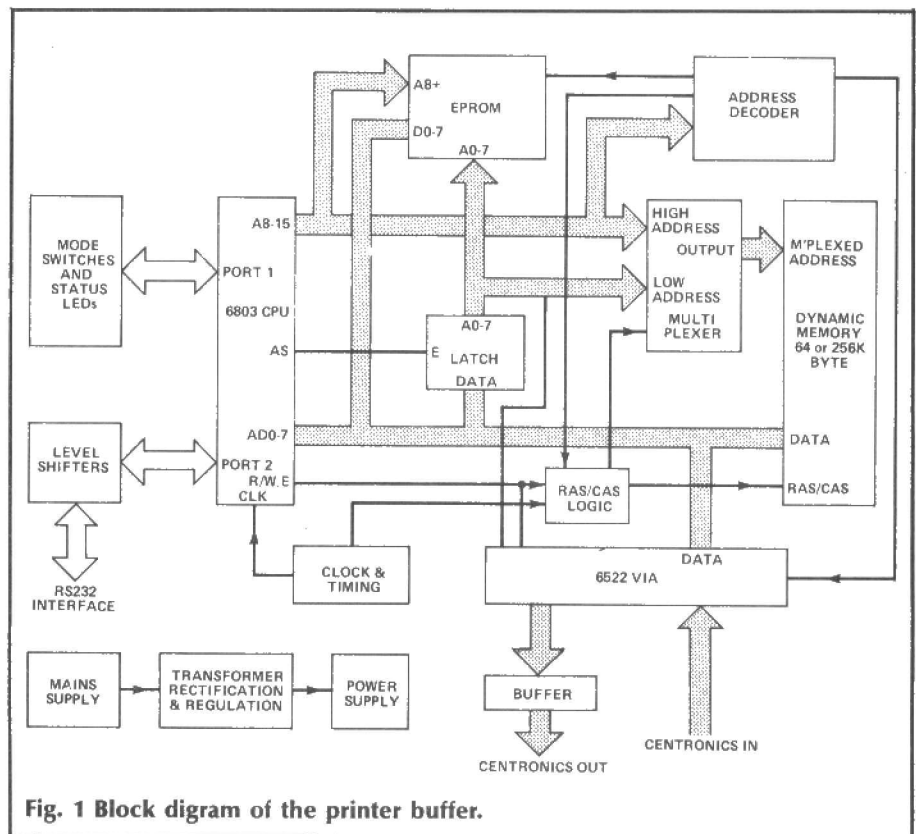 A8+
EPROM
D0-7
A0-7
ADDRESS
DECODER
MODE
SWITCHES
AND
STATUS
LEDs
A8-15
PORT 1
6803 CPU
AS
AD0-7
PORT 2
R/W.E
CLK
HIGH
ADDRESS
OUTPUT
LOW
ADDRESS
MULTI
PLEXER
M'PLEXED
ADDRESS
DYNAMIC
MEMORY
64 or 256K
BYTE
DATA
RAS/CAS
A0-7
E
LATCH
DATA
LEVEL
SHIFTERS
RS232
INTERFACE
CLOCK &
TIMING
RAS/CAS
LOGIC
DATA
6522 VIA
MAINS
SUPPLY
TRANSFORMER
RECTIFICATION
& REGULATION
POWER
SUPPLY
BUFFER
CENTRONICS OUT
CENTRONICS IN
Fig. 1 Block digram of the printer buffer.